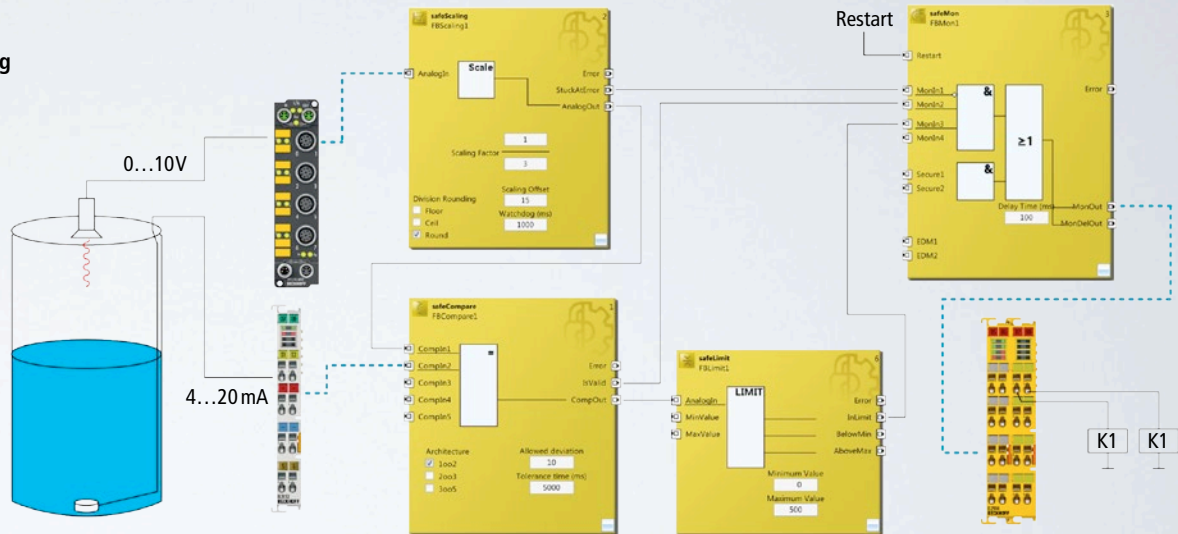 g
0…10V
4…20 mA
safeScaling
FBScaling1
2
AnalogIn
Scale
Error
StuckAtError
AnalogOut
Scaling Factor
1
3
Scaling Offset
15
Division Rounding
Floor
Ceil
Round
Watchdog (ms)
1000
safeCompare
FBCompare1
1
CompIn1
CompIn2
CompIn3
CompIn4
CompIn5
=
Error
IsValid
CompOut
Architecture
1oo2
2oo3
3oo5
Allowed deviation
10
Tolerance time (ms)
5000
safeLimit
FBLimit1
6
AnalogIn
MinValue
MaxValue
LIMIT
Error
InLimit
BelowMin
AboveMax
Minimum Value
0
Maximum Value
500
Restart
safeMon
FBMon1
3
Restart
MonIn1
MonIn2
MonIn3
MonIn4
Secure1
Secure2
EDM1
EDM2
&
&
≥1
Error
Delay Time (ms)
100
MonOut
MonDelOut
K1
K1